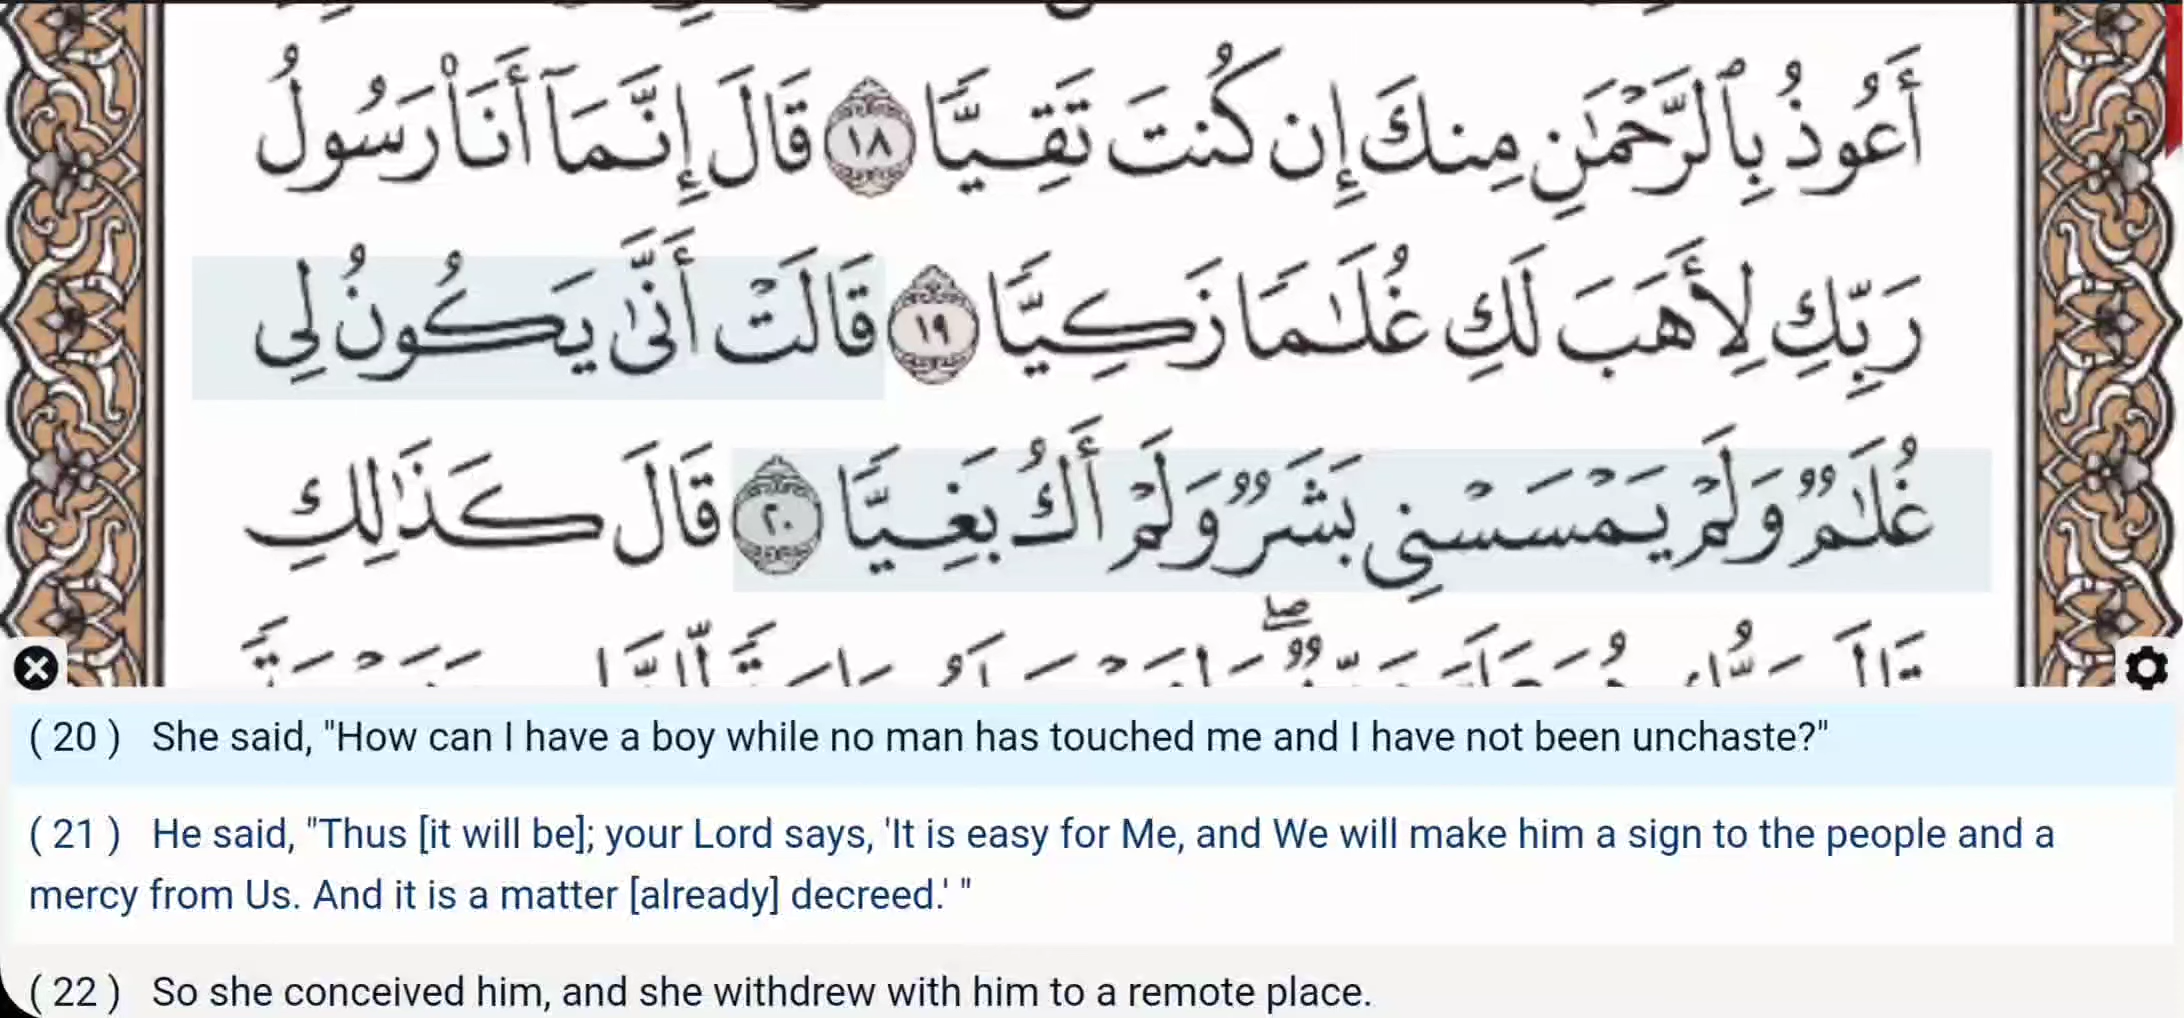 أَعُوذُ بِٱلرَّحْمَٰنِ مِنكَ إِن كُنتَ تَقِيًّا ١٨ قَالَ إِنَّمَآ أَنَا۠ رَسُولُ
رَبِّكِ لِأَهَبَ لَكِ غُلَٰمًا زَكِيًّا ١٩ قَالَتْ أَنَّىٰ يَكُونُ لِى
غُلَٰمٌ وَلَمْ يَمْسَسْنِى بَشَرٌ وَلَمْ أَكُ بَغِيًّا ٢٠ قَالَ كَذَٰلِكِ
( 20 ) She said, "How can I have a boy while no man has touched me and I have not been unchaste?"
( 21 ) He said, "Thus [it will be]; your Lord says, 'It is easy for Me, and We will make him a sign to the people and a
mercy from Us. And it is a matter [already] decreed.' "
( 22 ) So she conceived him, and she withdrew with him to a remote place.